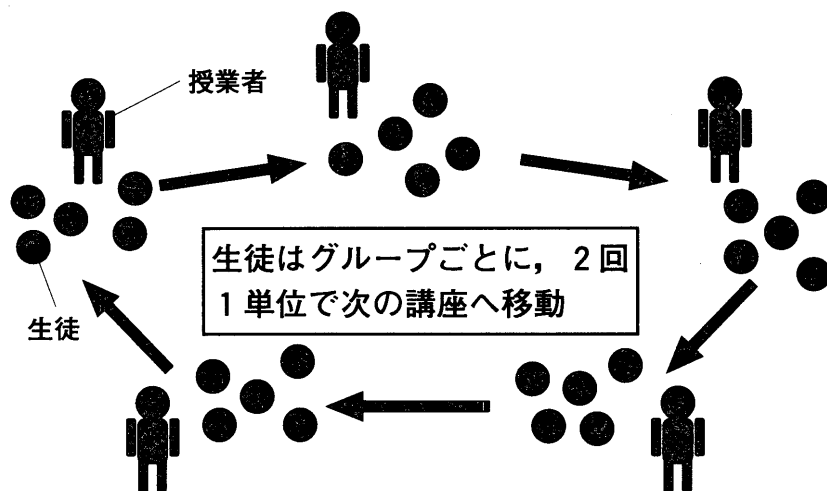 授業者
生徒はグループごとに，2回
1単位で次の講座へ移動
生徒